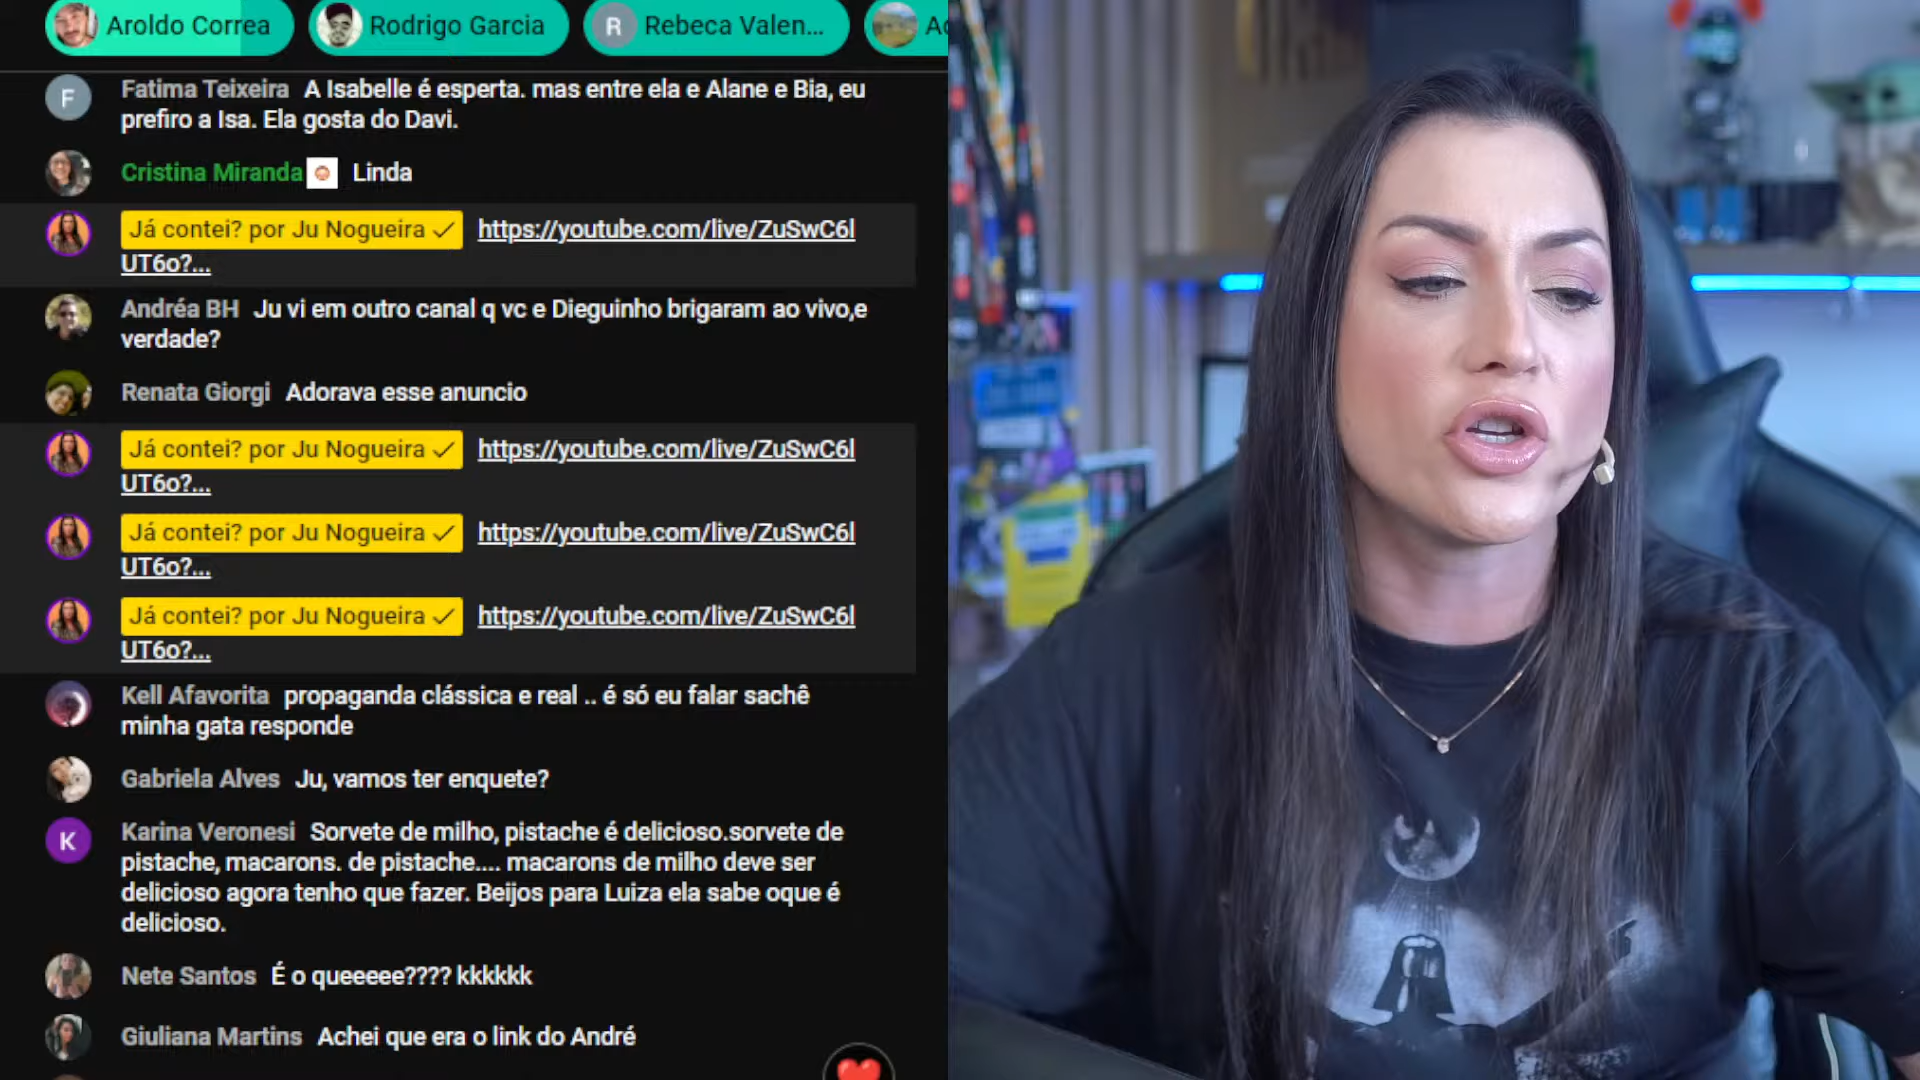 Aroldo Correa
Rodrigo Garcia
R Rebeca Valen...
F Fatima Teixeira A Isabelle é esperta. mas entre ela e Alane e Bia, eu
prefiro a Isa. Ela gosta do Davi.
Cristina Miranda Linda
Já contei? por Ju Nogueira ✓ https://youtube.com/live/ZuSwC6l
UT6o?...
Andréa BH Ju vi em outro canal q vc e Dieguinho brigaram ao vivo,e
verdade?
Renata Giorgi Adorava esse anuncio
Já contei? por Ju Nogueira ✓ https://youtube.com/live/ZuSwC6l
UT6o?...
Já contei? por Ju Nogueira ✓ https://youtube.com/live/ZuSwC6l
UT6o?...
Já contei? por Ju Nogueira ✓ https://youtube.com/live/ZuSwC6l
UT6o?...
Kell Afavorita propaganda clássica e real .. é só eu falar sachê
minha gata responde
Gabriela Alves Ju, vamos ter enquete?
K Karina Veronesi Sorvete de milho, pistache é delicioso.sorvete de
pistache, macarons. de pistache.... macarons de milho deve ser
delicioso agora tenho que fazer. Beijos para Luiza ela sabe oque é
delicioso.
Nete Santos É o queeeee???? kkkkkk
Giuliana Martins Achei que era o link do André